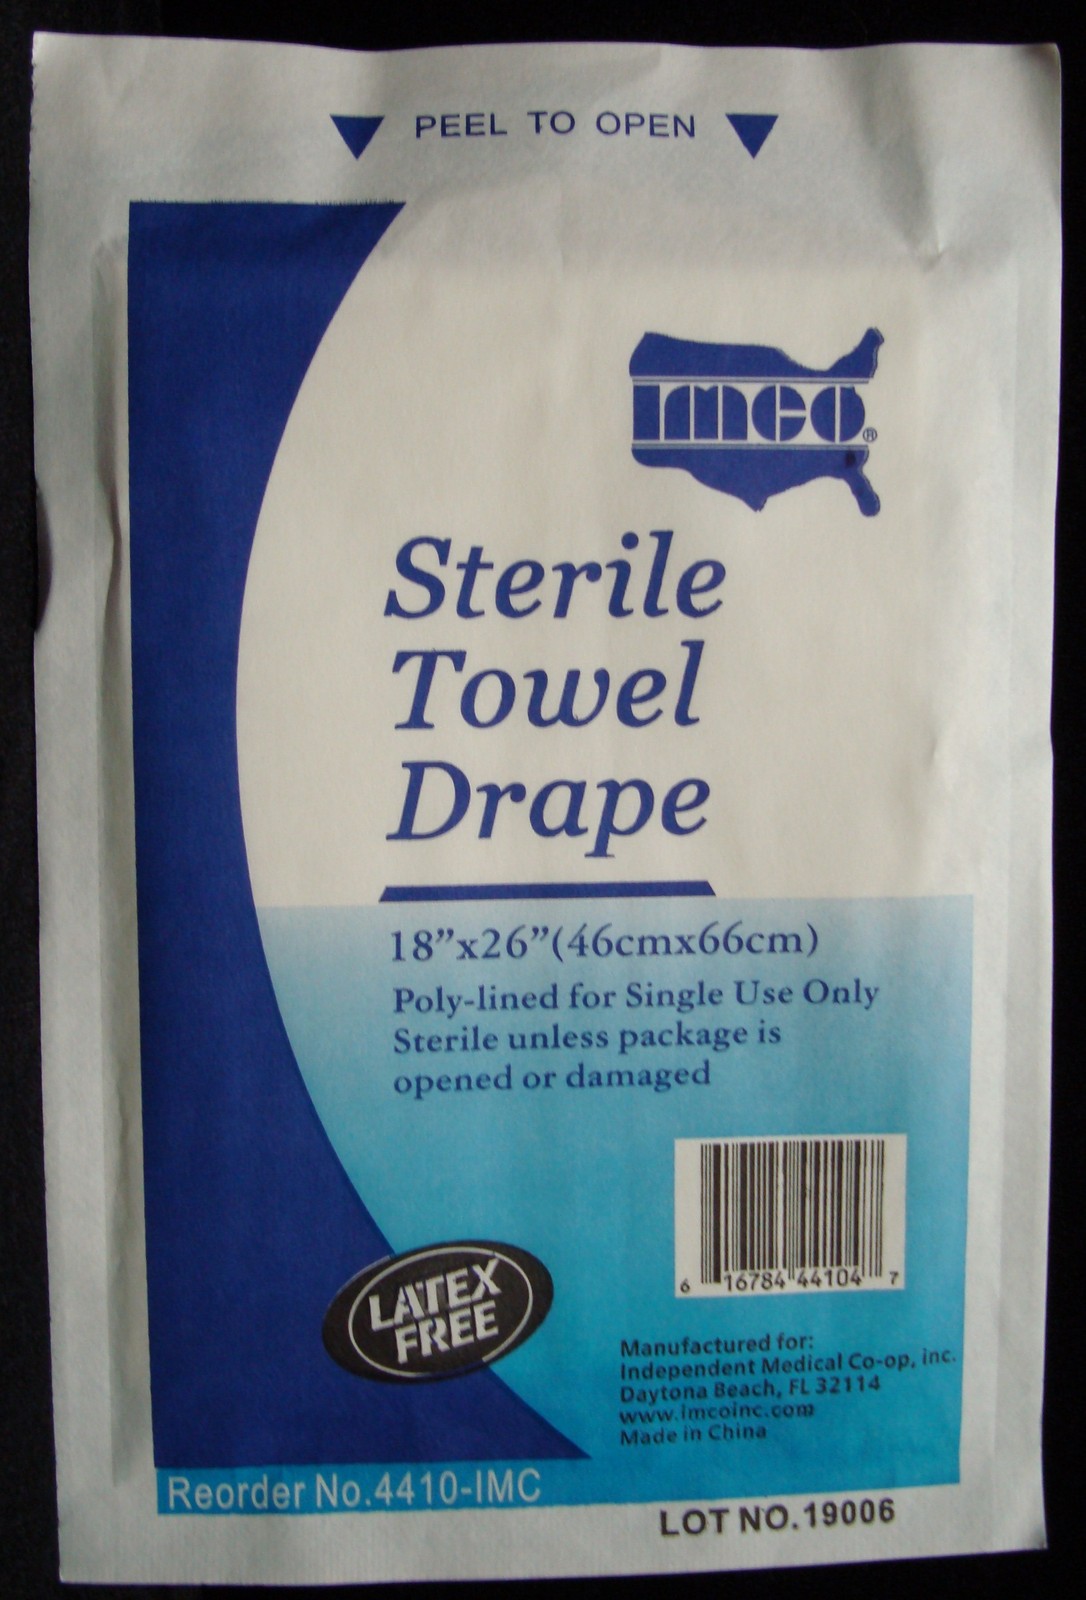 PEEL TO OPEN
imco®
Sterile
Towel
Drape
18”x26”(46cmx66cm)
Poly-lined for Single Use Only
Sterile unless package is
opened or damaged
6 16784 44104 7
LATEX
FREE
Manufactured for:
Independent Medical Co-op, inc.
Daytona Beach, FL 32114
www.imcoinc.com
Made in China
Reorder No.4410-IMC
LOT NO.19006